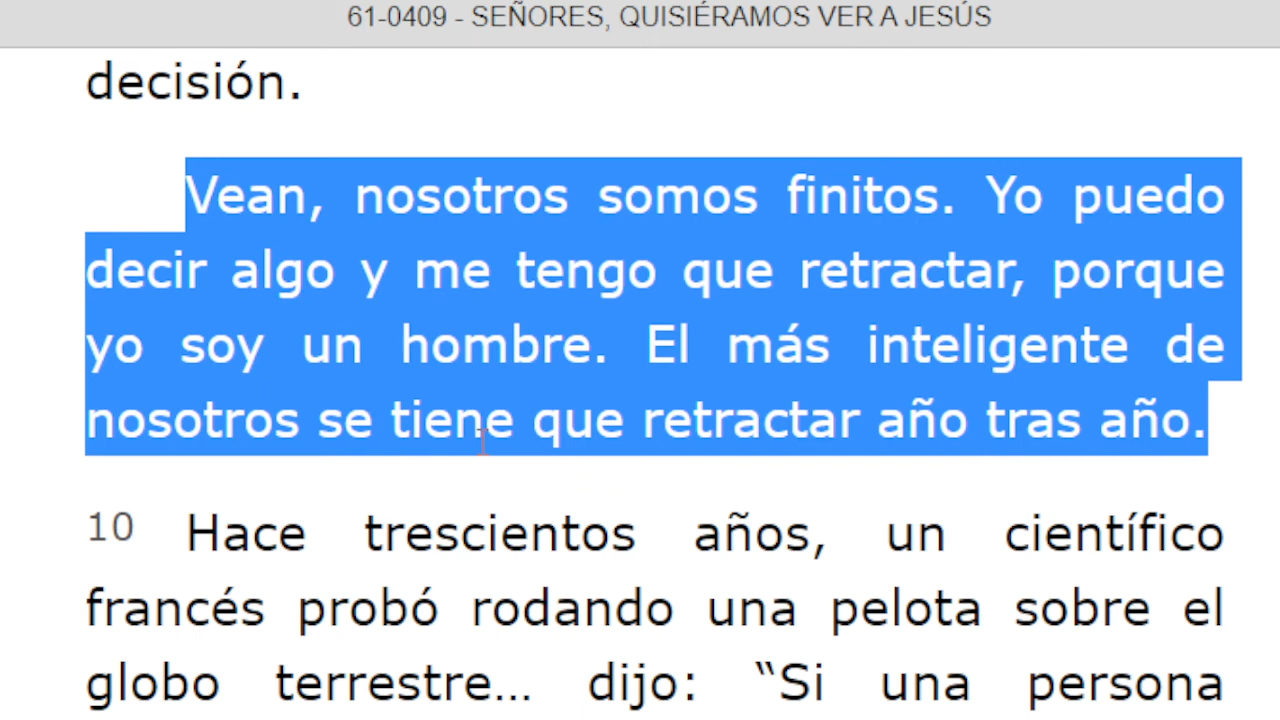 61-0409 - SEÑORES, QUISIÉRAMOS VER A JESÚS
decisión.
Vean, nosotros somos finitos. Yo puedo
decir algo y me tengo que retractar, porque
yo soy un hombre. El más inteligente de
nosotros se tiene que retractar año tras año.
10 Hace trescientos años, un científico
francés probó rodando una pelota sobre el
globo terrestre… dijo: “Si una persona